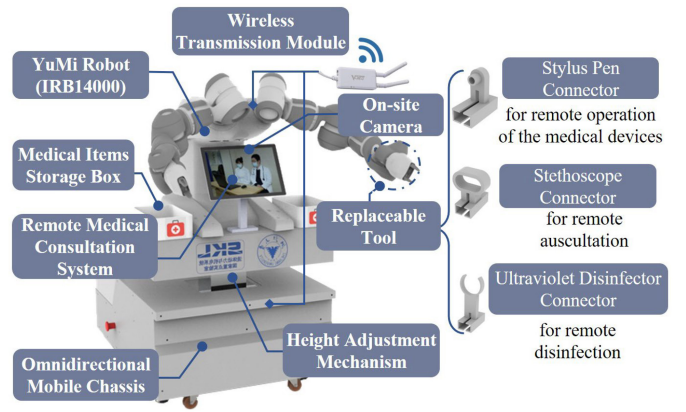 Wireless
Transmission Module
YuMi Robot
(IRB14000)
On-site
Camera
Medical Items
Storage Box
Remote Medical
Consultation
System
Replaceable
Tool
Height Adjustment
Mechanism
Omnidirectional
Mobile Chassis
Stylus Pen
Connector
for remote operation
of the medical devices
Stethoscope
Connector
for remote
auscultation
Ultraviolet Disinfector
Connector
for remote
disinfection